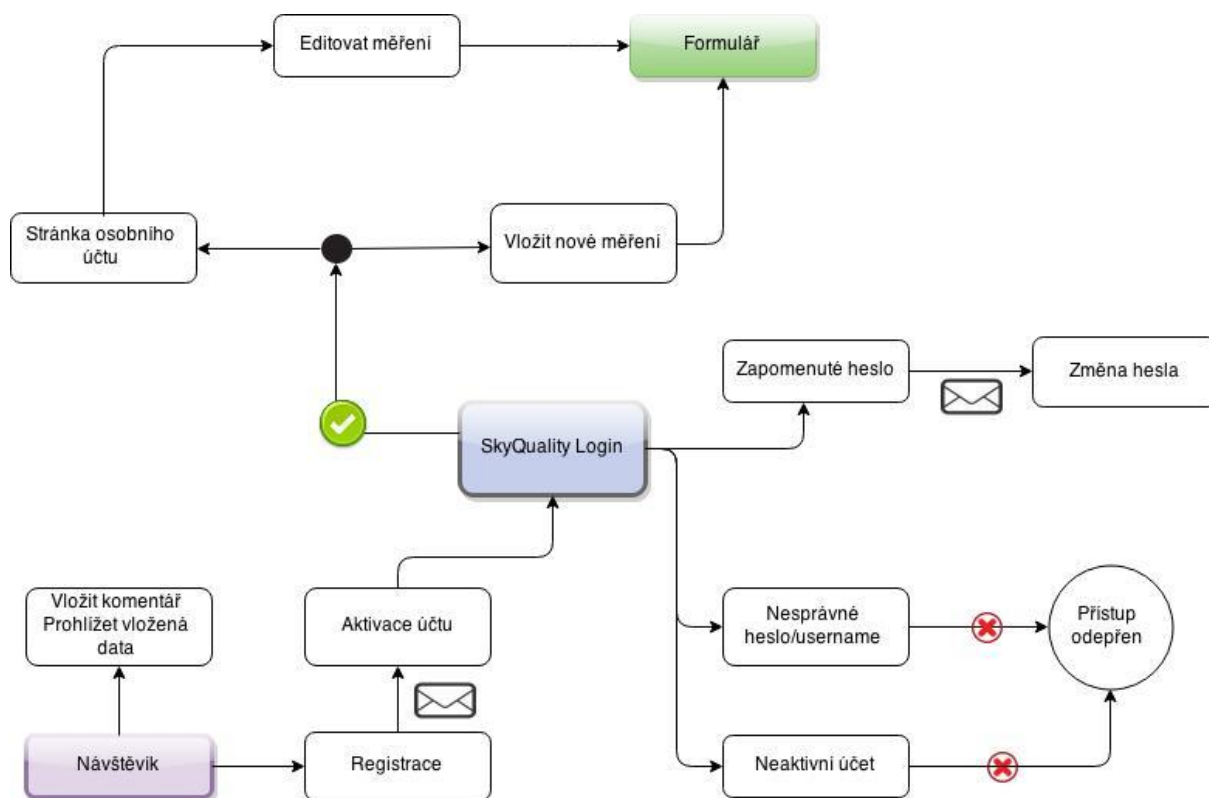 Editovat měření
Formulář
Stránka osobního
účtu
Vložit nové měření
Zapomenuté heslo
Změna hesla
SkyQuality Login
Vložit komentář
Prohlížet vložená
data
Aktivace účtu
Nesprávné
heslo/username
Přístup
odepřen
Návštěvík
Registrace
Neaktivní účet